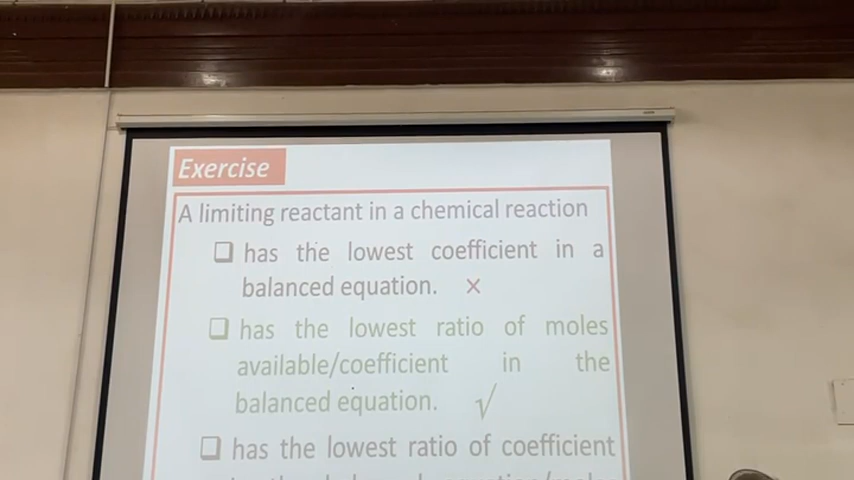 Exercise
A limiting reactant in a chemical reaction
❑ has the lowest coefficient in a
balanced equation. ×
❑ has the lowest ratio of moles
available/coefficient in the
balanced equation. √
❑ has the lowest ratio of coefficient